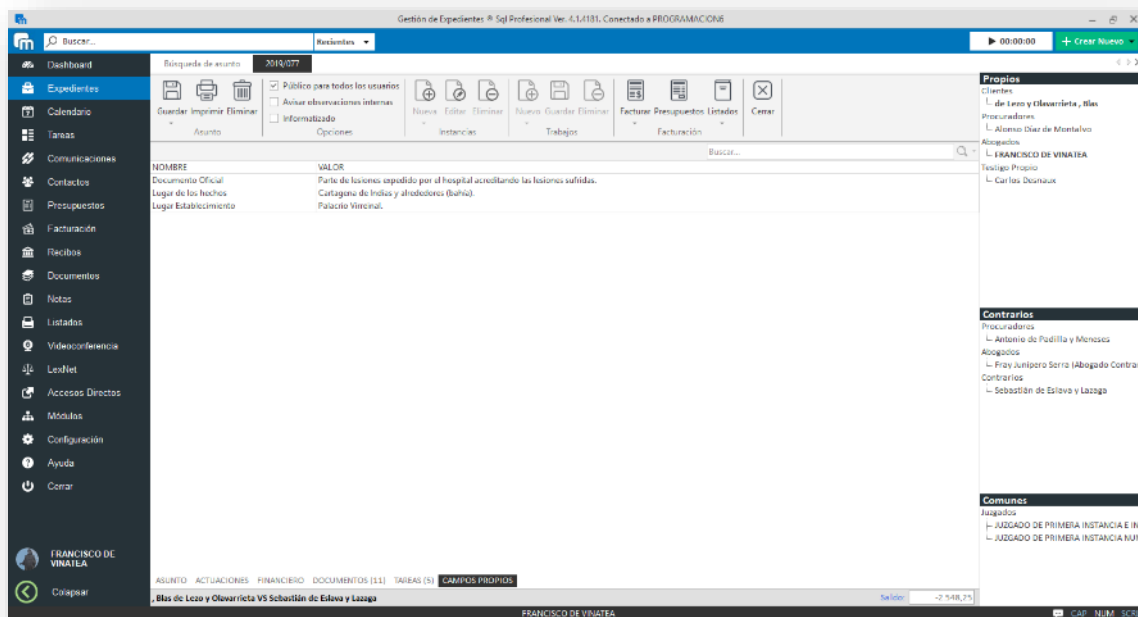 Gestión de Expedientes ® Sql Profesional Ver. 4.1.4181. Conectado a PROGRAMACION6
Buscar...
Recientes
00:00:00
Crear Nuevo
Dashboard
Expedientes
Calendario
Tareas
Comunicaciones
Contactos
Presupuestos
Facturación
Recibos
Documentos
Notas
Listados
Videoconferencia
LexNet
Accesos Directos
Módulos
Configuración
Ayuda
Cerrar
FRANCISCO DE
VINATEA
Colapsar
Búsqueda de asunto 2019/077
Guardar Imprimir Eliminar
Asunto
Público para todos los usuarios
Avisar observaciones internas
Informatizado
Opciones
Nueva Editar Eliminar
Instancias
Nuevo Guardar Eliminar
Trabajos
Facturar Presupuestos Listados
Facturación
Cerrar
Buscar...
NOMBRE VALOR
Documento Oficial Parte de lesiones expedido por el hospital acreditando las lesiones sufridas.
Lugar de los hechos Cartagena de Indias y alrededores (bahía).
Lugar Establecimiento Palacio Virreinal.
Propios
Clientes
de Lezo y Olavarrieta , Blas
Procuradores
Alonso Díaz de Montalvo
Abogados
FRANCISCO DE VINATEA
Testigo Propio
Carlos Desnaux
Contrarios
Procuradores
Antonio de Padilla y Meneses
Abogados
Fray Junipero Serra (Abogado Contra
Contrarios
Sebastián de Eslava y Lazaga
Comunes
Juzgados
JUZGADO DE PRIMERA INSTANCIA E IN
JUZGADO DE PRIMERA INSTANCIA NU
ASUNTO ACTUACIONES FINANCIERO DOCUMENTOS (11) TAREAS (5) CAMPOS PROPIOS
, Blas de Lezo y Olavarrieta VS Sebastián de Eslava y Lazaga
Saldo: -2.548,25
FRANCISCO DE VINATEA
CAP NUM SCR